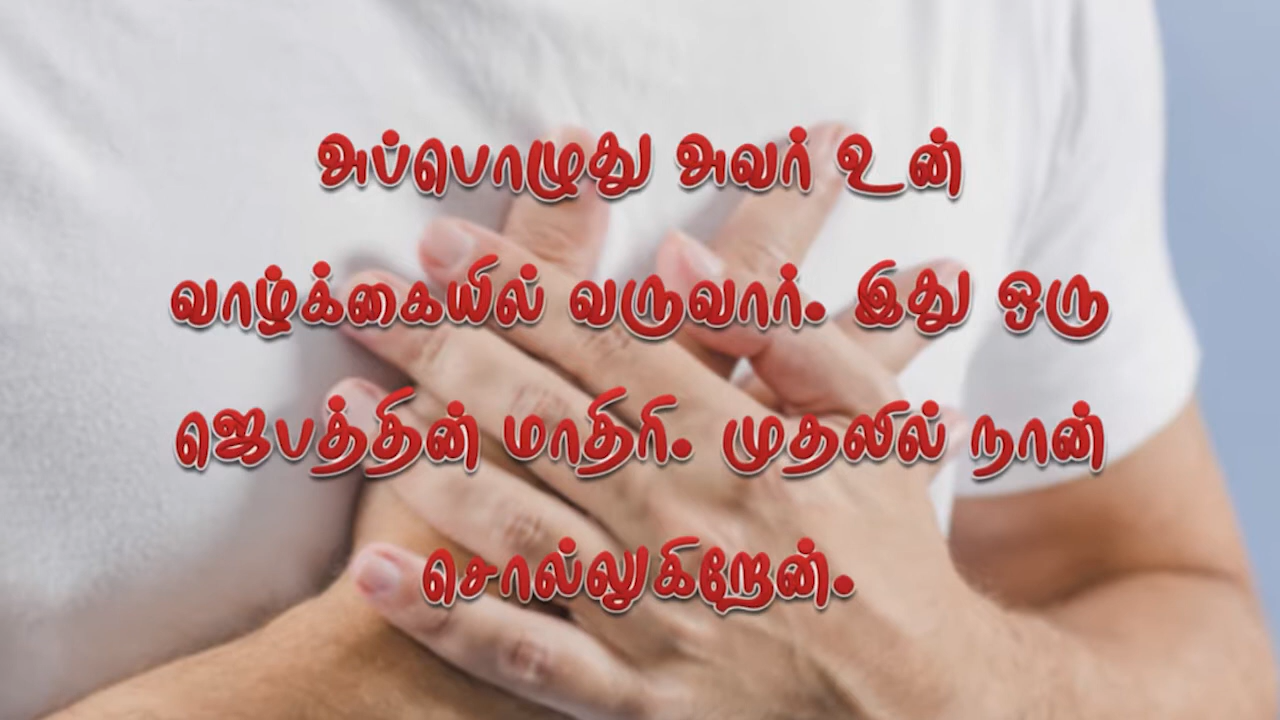 அப்பொழுது அவர் உன்
வாழ்க்கையில் வருவார். இது ஒரு
ஜெபத்தின் மாதிரி. முதலில் நான்
சொல்லுகிறேன்.